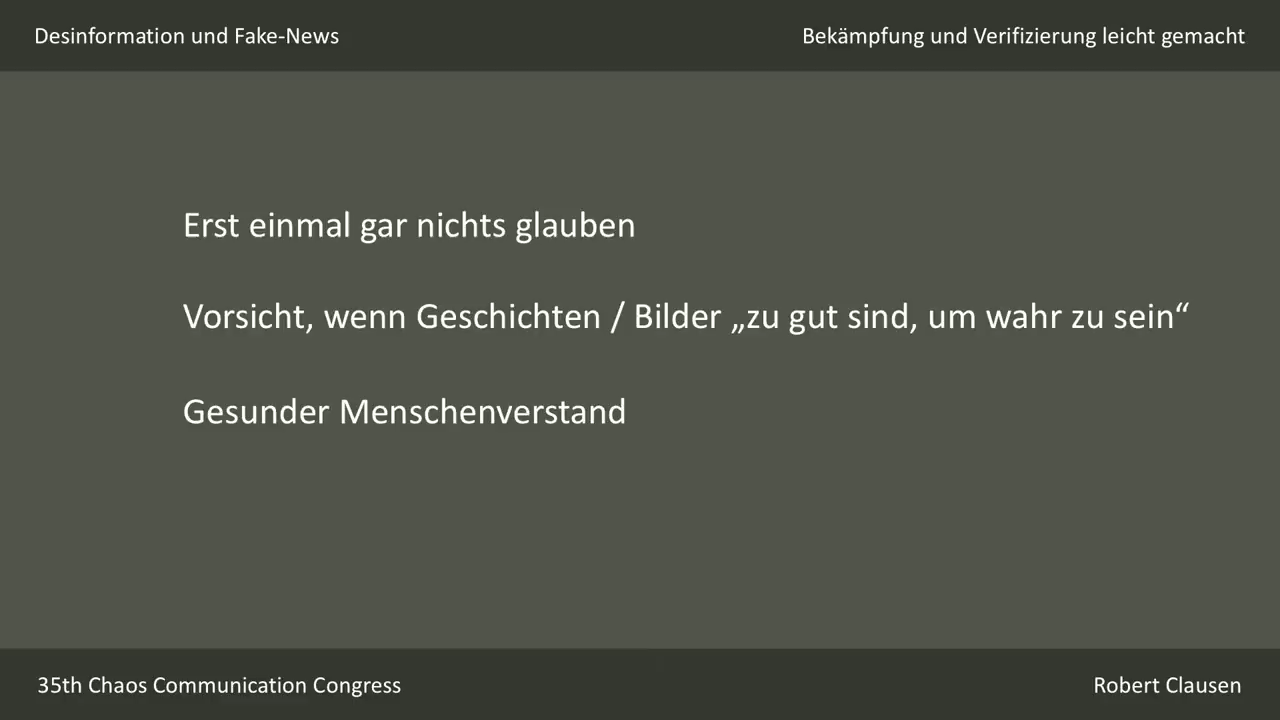 Desinformation und Fake-News
Bekämpfung und Verifizierung leicht gemacht
Erst einmal gar nichts glauben
Vorsicht, wenn Geschichten / Bilder „zu gut sind, um wahr zu sein“
Gesunder Menschenverstand
35th Chaos Communication Congress
Robert Clausen